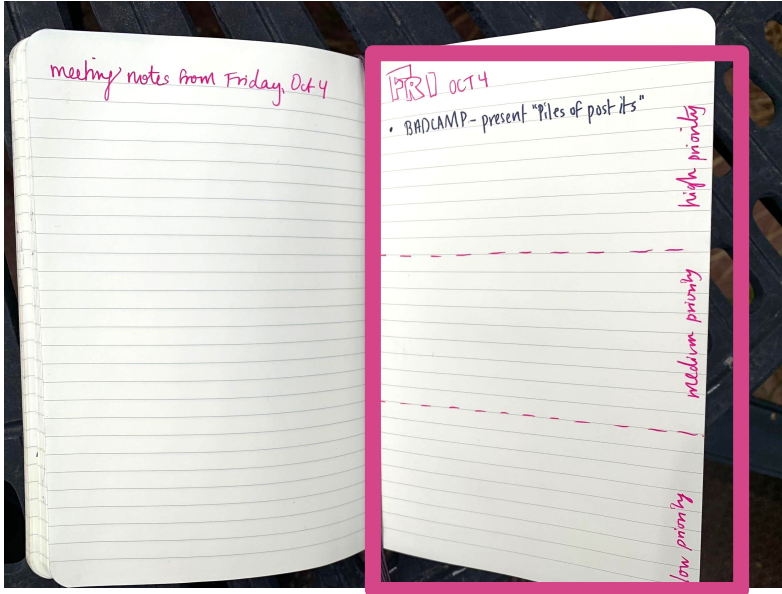 meeting notes from Friday, Oct 4
FRI OCT 4
• BADCAMP - present "Piles of post its"
high priority
medium priority
low priority